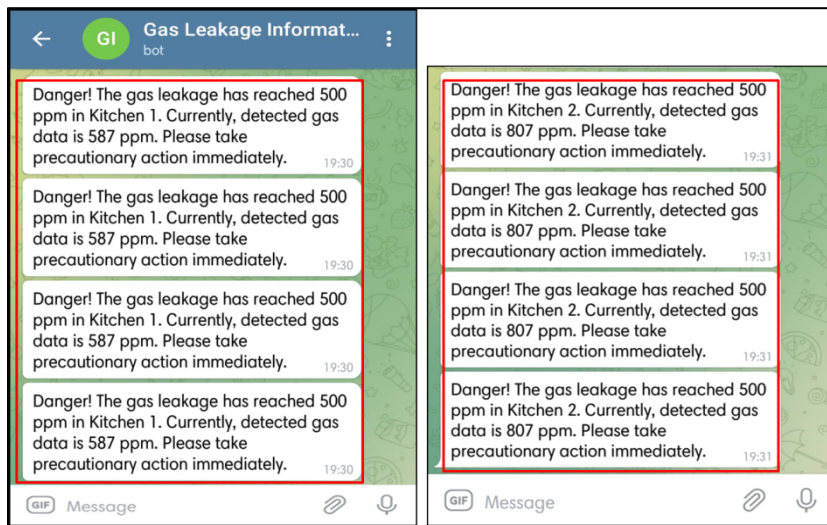 GI
Gas Leakage Informat...
bot
Danger! The gas leakage has reached 500
ppm in Kitchen 1. Currently, detected gas
data is 587 ppm. Please take
precautionary action immediately.
19:30
Danger! The gas leakage has reached 500
ppm in Kitchen 1. Currently, detected gas
data is 587 ppm. Please take
precautionary action immediately.
19:30
Danger! The gas leakage has reached 500
ppm in Kitchen 1. Currently, detected gas
data is 587 ppm. Please take
precautionary action immediately.
19:30
Danger! The gas leakage has reached 500
ppm in Kitchen 1. Currently, detected gas
data is 587 ppm. Please take
precautionary action immediately.
19:30
GIF Message
Danger! The gas leakage has reached 500
ppm in Kitchen 2. Currently, detected gas
data is 807 ppm. Please take
precautionary action immediately.
19:31
Danger! The gas leakage has reached 500
ppm in Kitchen 2. Currently, detected gas
data is 807 ppm. Please take
precautionary action immediately.
19:31
Danger! The gas leakage has reached 500
ppm in Kitchen 2. Currently, detected gas
data is 807 ppm. Please take
precautionary action immediately.
19:31
Danger! The gas leakage has reached 500
ppm in Kitchen 2. Currently, detected gas
data is 807 ppm. Please take
precautionary action immediately.
19:31
GIF Message